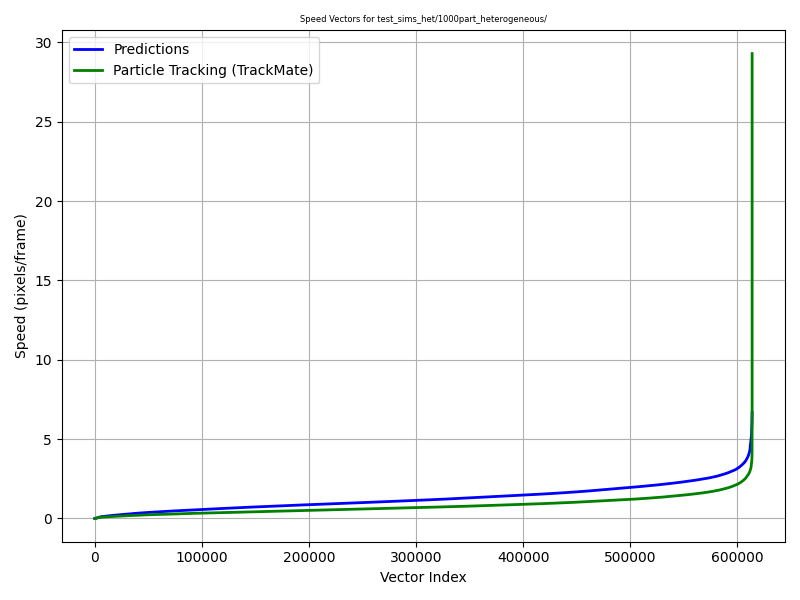 Speed Vectors for test_sims_het/1000part_heterogeneous/
30
25
20
15
10
5
0
Speed (pixels/frame)
Predictions
Particle Tracking (TrackMate)
0 100000 200000 300000 400000 500000 600000
Vector Index